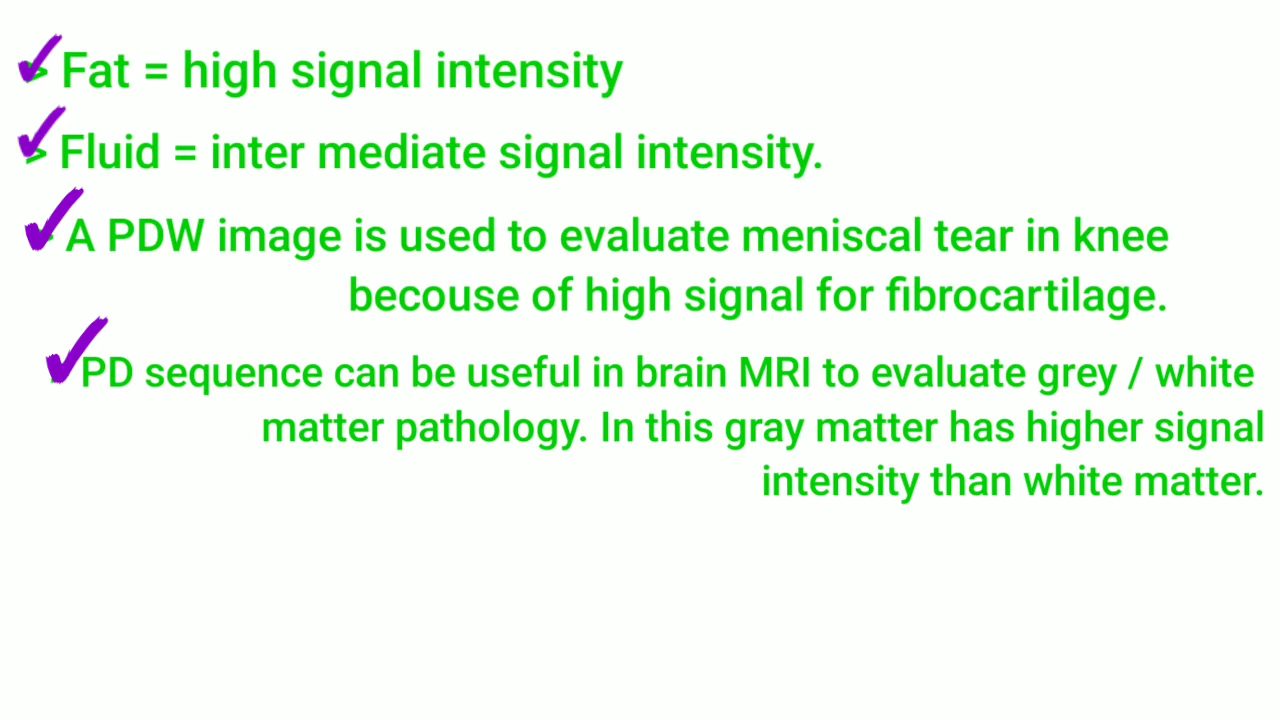 > Fat = high signal intensity
> Fluid = inter mediate signal intensity.
A PDW image is used to evaluate meniscal tear in knee
becouse of high signal for fibrocartilage.
PD sequence can be useful in brain MRI to evaluate grey / white
matter pathology. In this gray matter has higher signal
intensity than white matter.